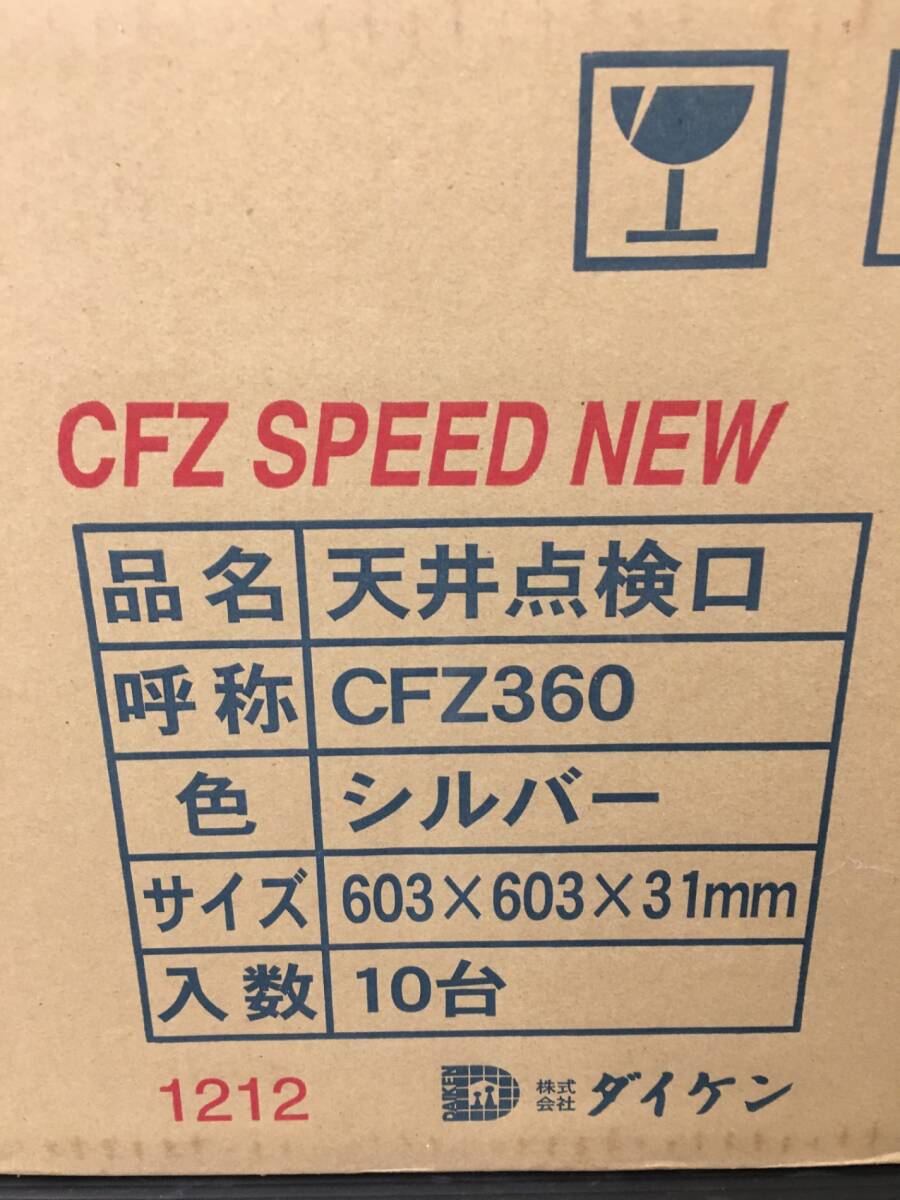 CFZ SPEED NEW
品名 天井点検口
呼称 CFZ360
色 シルバー
サイズ 603×603×31mm
入数 10台
1212 DAIKEN 株式会社 ダイケン